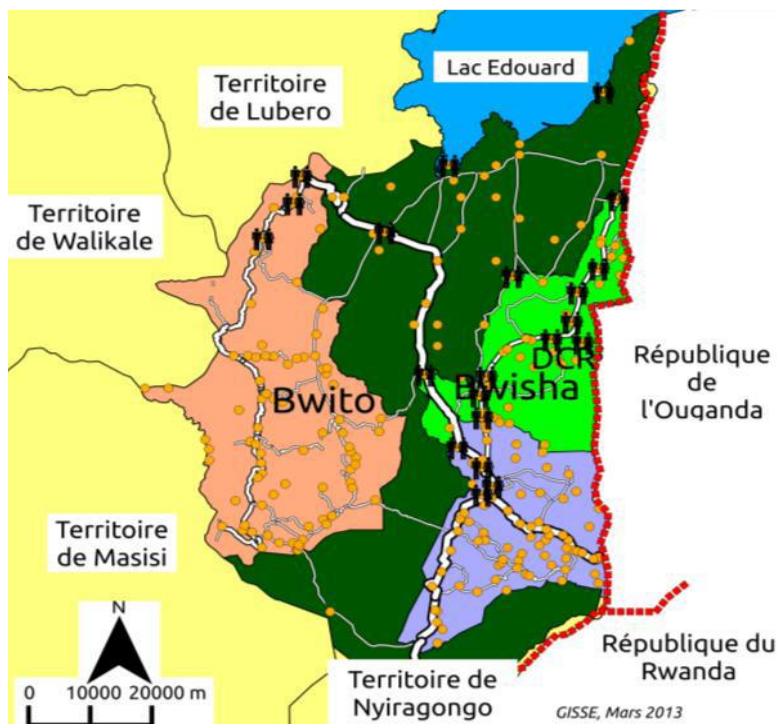 Lac Edouard
Territoire
de Lubero
Territoire
de Walikale
DCR
République
de
l'Ouganda
Bwito
Bwisha
Territoire
de Masisi
N
0 10000 20000 m
Territoire de
Nyiragongo
République du
Rwanda
GISSE, Mars 2013